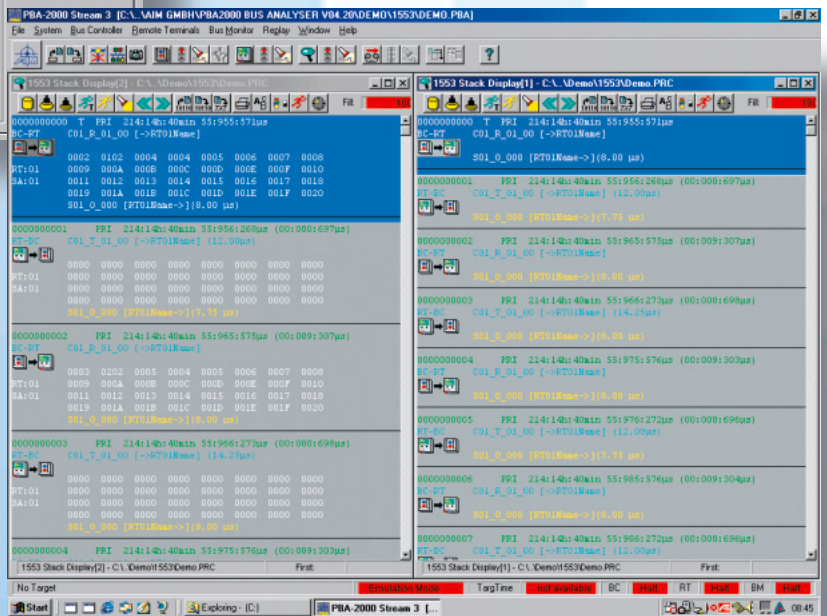 PBA-2000 Stream 3 [C:\..\AIM GMBH\PBA2000 BUS ANALYSER V04.20\DEMO\1553\DEMO.PBA]
File System Bus Controller Remote Terminals Bus Monitor Replay Window Help
1553 Stack Display[2] - C:\..\Demo\1553\Demo.PRC
Fill:
0000000000 T PRI 214:14h:40min 55:955:571µs
BC-RT C01_R_01_00 [->RT01Name]
0002 0102 0004 0004 0005 0006 0007 0008
RT:01 0009 000A 000B 000C 000D 000E 000F 0010
SA:01 0011 0012 0013 0014 0015 0016 0017 0018
0019 001A 001B 001C 001D 001E 001F 0020
S01_0_000 [RT01Name->](8.00 µs)
0000000001 PRI 214:14h:40min 55:956:268µs (00:000:697µs)
RT-BC C01_T_01_00 [->RT01Name] (12.00µs)
0000 0000 0000 0000 0000 0000 0000 0000
RT:01 0000 0000 0000 0000 0000 0000 0000 0000
SA:01 0000 0000 0000 0000 0000 0000 0000 0000
0000 0000 0000 0000 0000 0000 0000 0000
S01_0_000 [RT01Name->](7.75 µs)
0000000002 PRI 214:14h:40min 55:965:575µs (00:009:307µs)
BC-RT C01_R_01_00 [->RT01Name]
0003 0202 0005 0004 0005 0006 0007 0008
RT:01 0009 000A 000B 000C 000D 000E 000F 0010
SA:01 0011 0012 0013 0014 0015 0016 0017 0018
0019 001A 001B 001C 001D 001E 001F 0020
S01_0_000 [RT01Name->](8.00 µs)
0000000003 PRI 214:14h:40min 55:966:273µs (00:000:698µs)
RT-BC C01_T_01_00 [->RT01Name] (14.25µs)
0000 0000 0000 0000 0000 0000 0000 0000
RT:01 0000 0000 0000 0000 0000 0000 0000 0000
SA:01 0000 0000 0000 0000 0000 0000 0000 0000
0000 0000 0000 0000 0000 0000 0000 0000
S01_0_000 [RT01Name->](8.00 µs)
0000000004 PRI 214:14h:40min 55:975:576µs (00:009:303µs)
1553 Stack Display[2] - C:\..\Demo\1553\Demo.PRC First:
1553 Stack Display[1] - C:\..\Demo\1553\Demo.PRC
Fill:
0000000000 T PRI 214:14h:40min 55:955:571µs
BC-RT C01_R_01_00 [->RT01Name]
S01_0_000 [RT01Name->](8.00 µs)
0000000001 PRI 214:14h:40min 55:956:268µs (00:000:697µs)
RT-BC C01_T_01_00 [->RT01Name] (12.00µs)
S01_0_000 [RT01Name->](7.75 µs)
0000000002 PRI 214:14h:40min 55:965:575µs (00:009:307µs)
BC-RT C01_R_01_00 [->RT01Name]
S01_0_000 [RT01Name->](8.00 µs)
0000000003 PRI 214:14h:40min 55:966:273µs (00:000:698µs)
RT-BC C01_T_01_00 [->RT01Name] (14.25µs)
S01_0_000 [RT01Name->](8.00 µs)
0000000004 PRI 214:14h:40min 55:975:576µs (00:009:303µs)
BC-RT C01_R_01_00 [->RT01Name]
S01_0_000 [RT01Name->](8.00 µs)
0000000005 PRI 214:14h:40min 55:976:272µs (00:000:696µs)
RT-BC C01_T_01_00 [->RT01Name] (12.00µs)
S01_0_000 [RT01Name->](7.75 µs)
0000000006 PRI 214:14h:40min 55:985:576µs (00:009:304µs)
BC-RT C01_R_01_00 [->RT01Name]
S01_0_000 [RT01Name->](8.00 µs)
0000000007 PRI 214:14h:40min 55:986:272µs (00:000:696µs)
RT-BC C01_T_01_00 [->RT01Name] (12.00µs)
1553 Stack Display[1] - C:\..\Demo\1553\Demo.PRC First:
No Target Emulation Mode TargTime not available BC Halt RT Halt BM Halt
Start Exploring - (C:) PBA-2000 Stream 3 [... 08:45